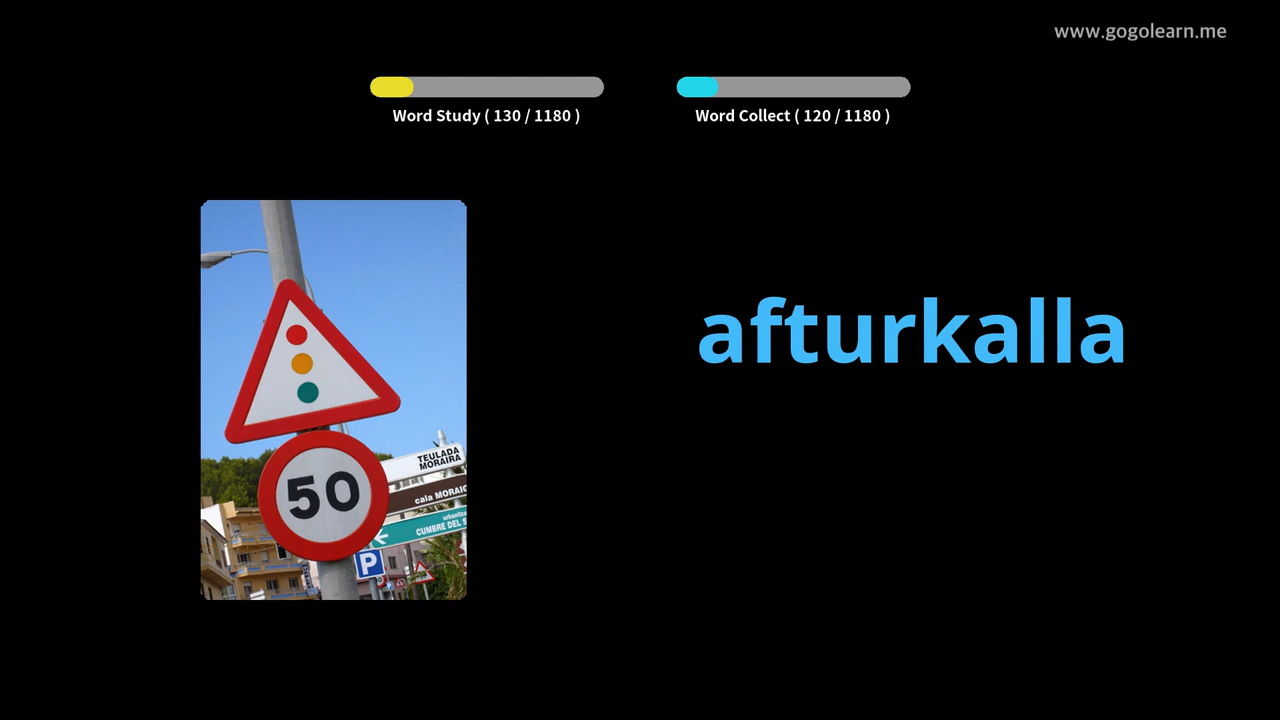 www.gogolearn.me
Word Study ( 130 / 1180 )
Word Collect ( 120 / 1180 )
afturkalla
50
TEULADA
MORAIRA
cala MORAIG
urbanitza
CUMBRE DEL S
P